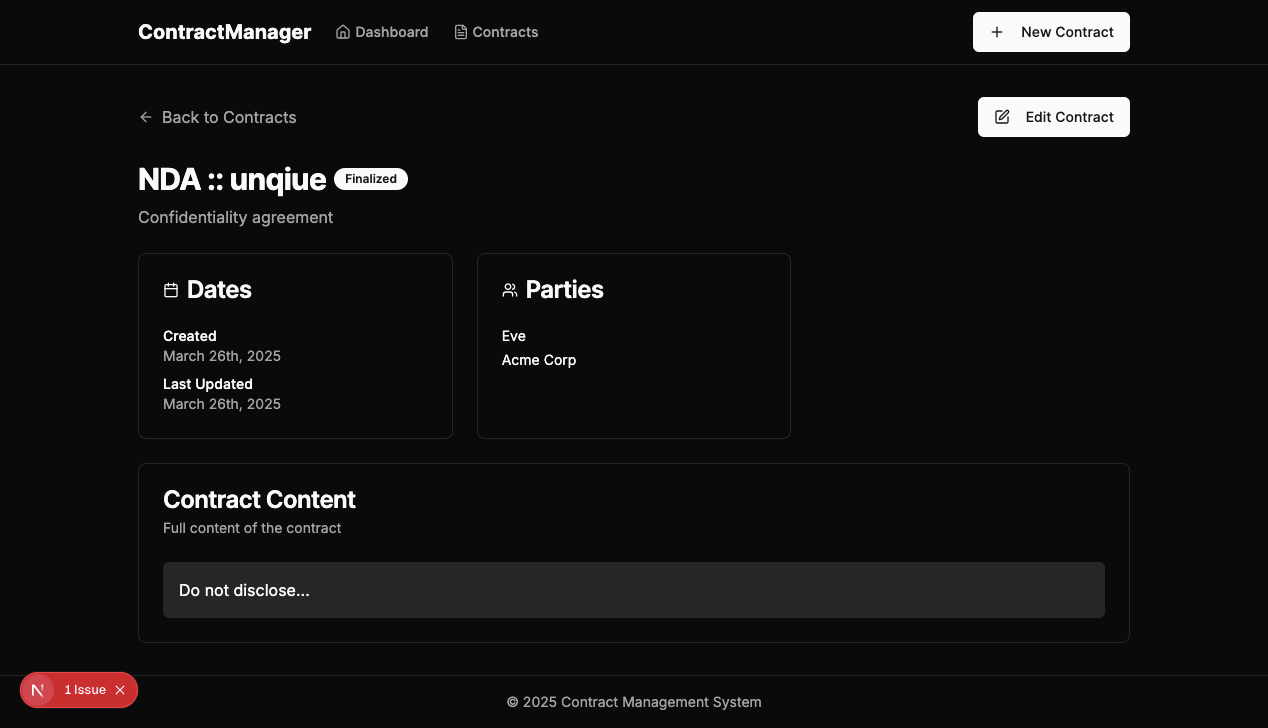 ContractManager Dashboard Contracts New Contract
Back to Contracts Edit Contract
NDA :: unqiue Finalized
Confidentiality agreement
Dates
Created
March 26th, 2025
Last Updated
March 26th, 2025
Parties
Eve
Acme Corp
Contract Content
Full content of the contract
Do not disclose...
N 1 Issue
© 2025 Contract Management System